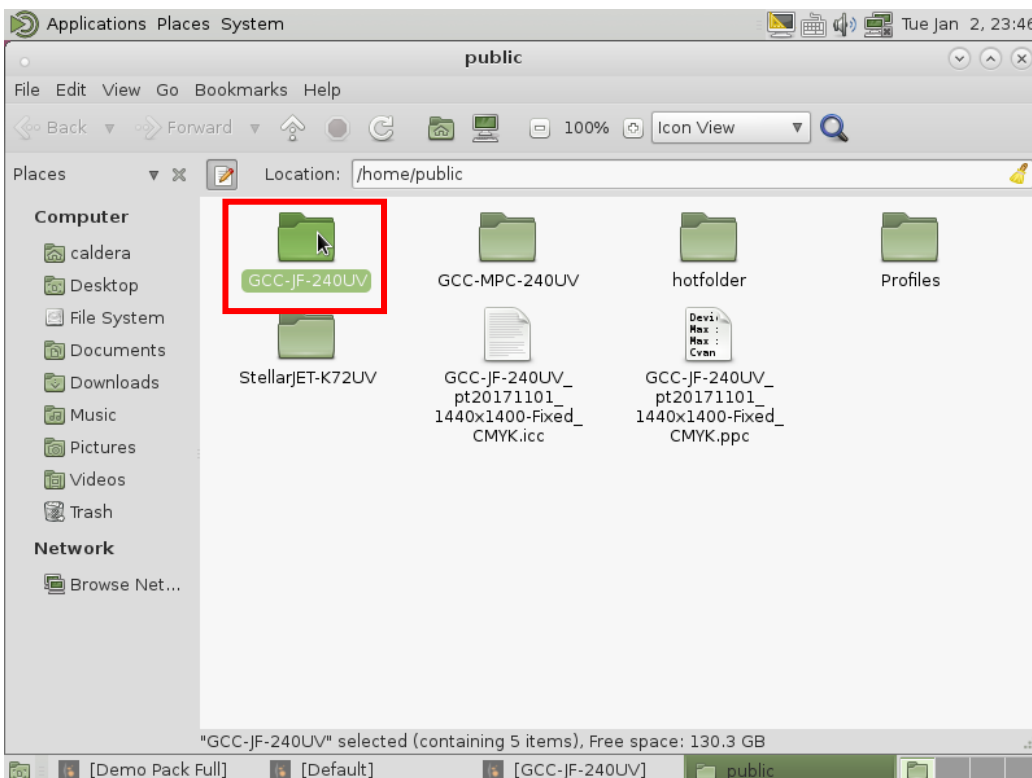 Applications Places System
Tue Jan 2, 23:46
public
File Edit View Go Bookmarks Help
Back Forward 100% Icon View
Places Location: /home/public
Computer
caldera
Desktop
File System
Documents
Downloads
Music
Pictures
Videos
Trash
Network
Browse Net...
GCC-JF-240UV
GCC-MPC-240UV
hotfolder
Profiles
StellarJET-K72UV
GCC-JF-240UV_
pt20171101_
1440x1400-Fixed_
CMYK.icc
Devi
Max :
Max :
Cvan
GCC-JF-240UV_
pt20171101_
1440x1400-Fixed_
CMYK.ppc
"GCC-JF-240UV" selected (containing 5 items), Free space: 130.3 GB
[Demo Pack Full] [Default] [GCC-JF-240UV] public